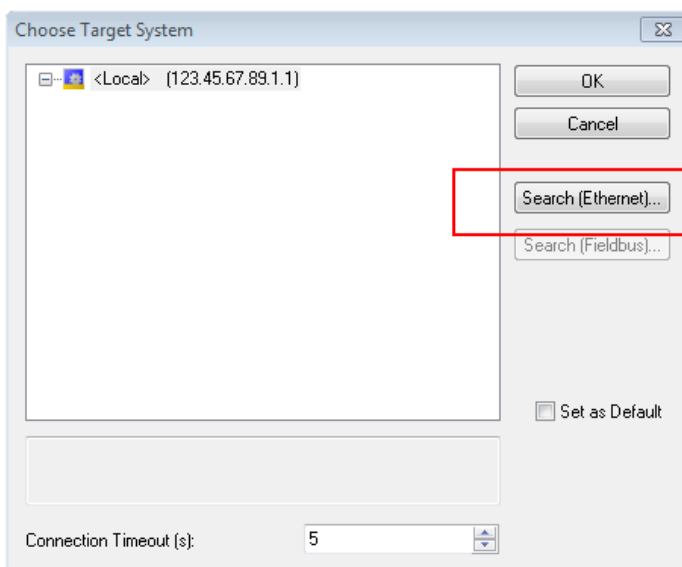 Choose Target System
<Local> (123.45.67.89.1.1)
OK
Cancel
Search (Ethernet)...
Search (Fieldbus)...
Set as Default
Connection Timeout (s):
5